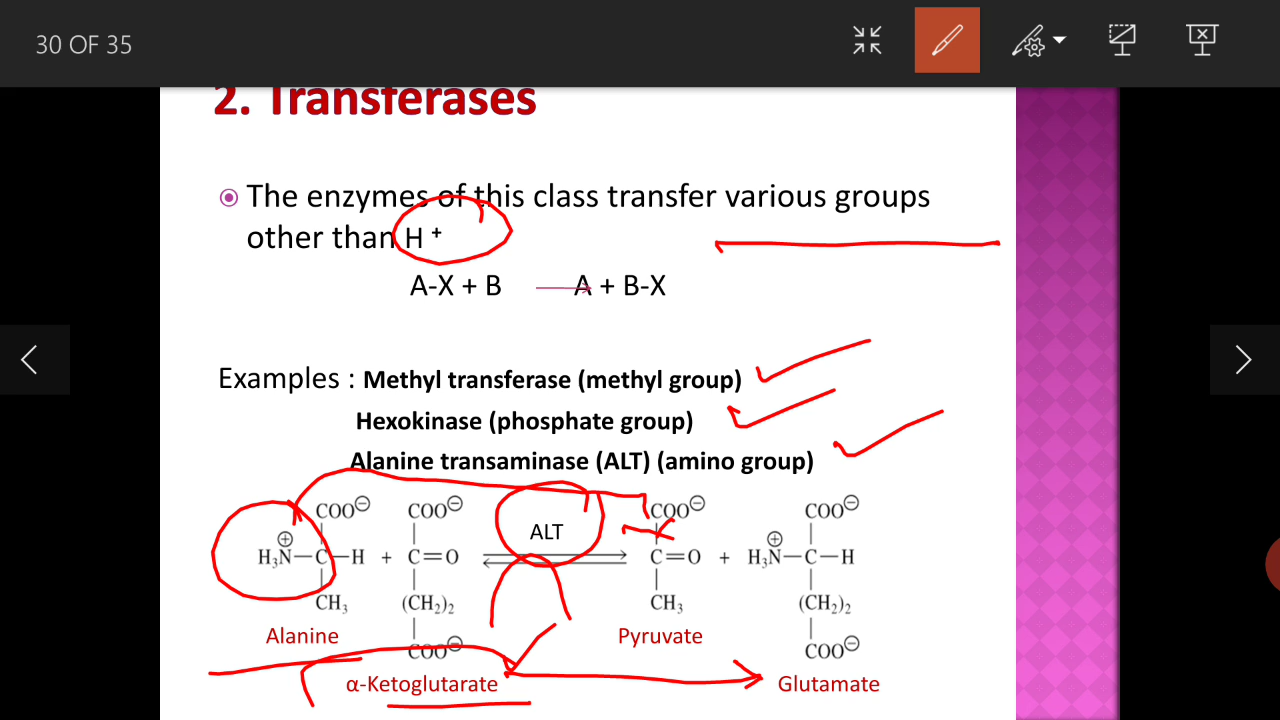 30 OF 35
2. Transferases
The enzymes of this class transfer various groups
other than H +
A-X + B A + B-X
Examples : Methyl transferase (methyl group)
Hexokinase (phosphate group)
Alanine transaminase (ALT) (amino group)
COO⊖ COO⊖ COO⊖ COO⊖
ALT
⊕ ⊕
H₃N—C—H + C=O C=O + H₃N—C—H
CH₃ (CH₂)₂ CH₃ (CH₂)₂
Alanine Pyruvate
COO⊖ COO⊖
α-Ketoglutarate Glutamate